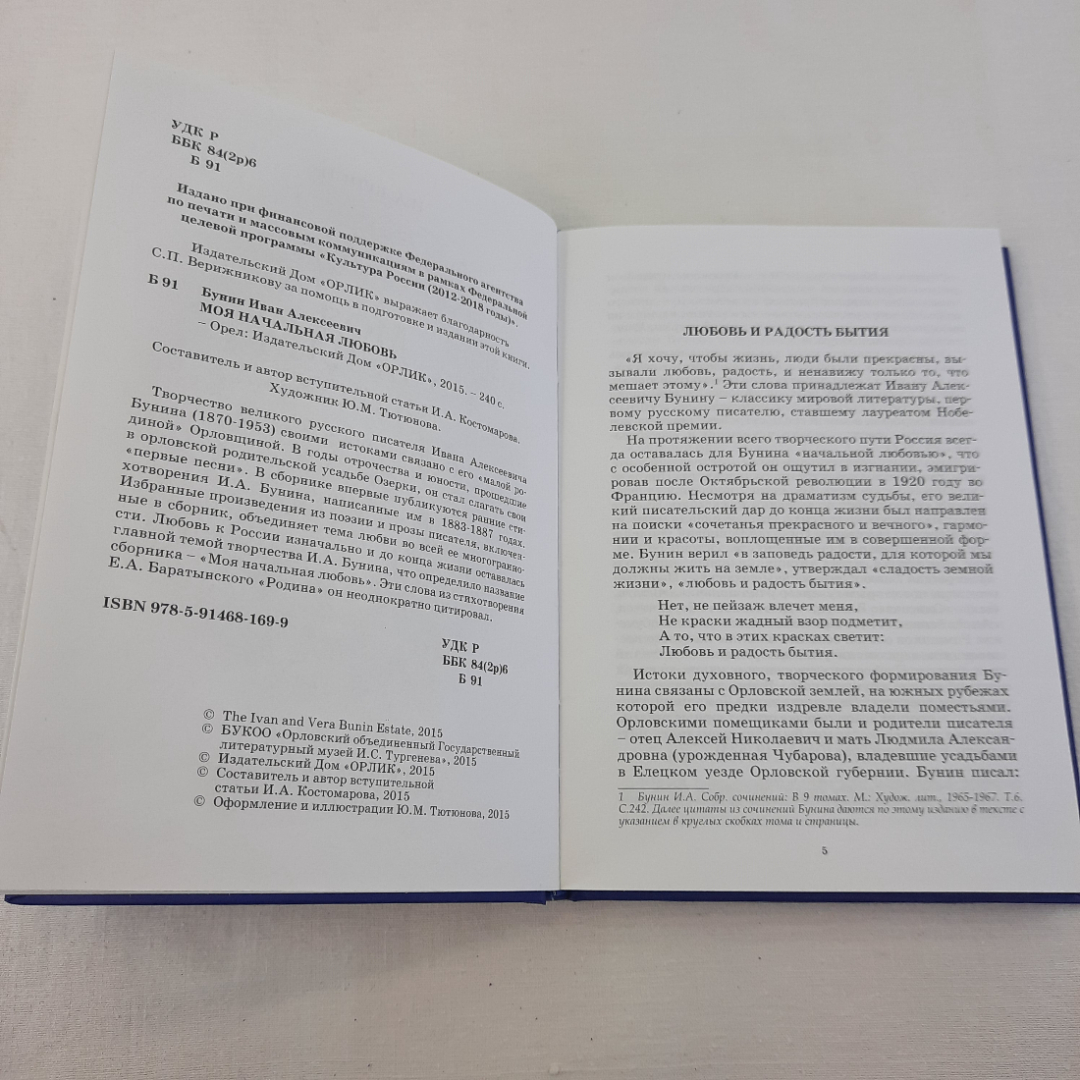 УДК Р
ББК 84(2р)6
Б 91
Издано при финансовой поддержке Федерального агентства
по печати и массовым коммуникациям в рамках Федеральной
целевой программы «Культура России (2012-2018 годы)».
Издательский Дом «ОРЛИК» выражает благодарность
С.П. Верижникову за помощь в подготовке и издании этой книги.
Бунин Иван Алексеевич
Б 91 МОЯ НАЧАЛЬНАЯ ЛЮБОВЬ
– Орел: Издательский Дом «ОРЛИК», 2015. – 240 с.
Составитель и автор вступительной статьи И.А. Костомарова.
Художник Ю.М. Тютюнова.
Творчество великого русского писателя Ивана Алексеевича
Бунина (1870-1953) своими истоками связано с его «малой ро-
диной» Орловщиной. В годы отрочества и юности, прошедшие
в орловской родительской усадьбе Озерки, он стал слагать свои
«первые песни». В сборнике впервые публикуются ранние сти-
хотворения И.А. Бунина, написанные им в 1883-1887 годах.
Избранные произведения из поэзии и прозы писателя, включен-
ные в сборник, объединяет тема любви во всей ее многогранно-
сти. Любовь к России изначально и до конца жизни оставалась
главной темой творчества И.А. Бунина, что определило название
сборника – «Моя начальная любовь». Эти слова из стихотворения
Е.А. Баратынского «Родина» он неоднократно цитировал.
ISBN 978-5-91468-169-9
УДК Р
ББК 84(2р)6
Б 91
© The Ivan and Vera Bunin Estate, 2015
© БУКОО «Орловский объединенный Государственный
литературный музей И.С. Тургенева», 2015
© Издательский Дом «ОРЛИК», 2015
© Составитель и автор вступительной
статьи И.А. Костомарова, 2015
© Оформление и иллюстрации Ю.М. Тютюнова, 2015
ЛЮБОВЬ И РАДОСТЬ БЫТИЯ
«Я хочу, чтобы жизнь, люди были прекрасны, вы-
зывали любовь, радость, и ненавижу только то, что
мешает этому».1 Эти слова принадлежат Ивану Алек-
сеевичу Бунину – классику мировой литературы, пер-
вому русскому писателю, ставшему лауреатом Нобе-
левской премии.
На протяжении всего творческого пути Россия всег-
да оставалась для Бунина «начальной любовью», что
с особенной остротой он ощутил в изгнании, эмигри-
ровав после Октябрьской революции в 1920 году во
Францию. Несмотря на драматизм судьбы, его вели-
кий писательский дар до конца жизни был направлен
на поиски «сочетанья прекрасного и вечного», гармо-
нии и красоты, воплощенные им в совершенной фор-
ме. Бунин верил «в заповедь радости, для которой мы
должны жить на земле», утверждал «сладость земной
жизни», «любовь и радость бытия».
Нет, не пейзаж влечет меня,
Не краски жадный взор подметит,
А то, что в этих красках светит:
Любовь и радость бытия.
Истоки духовного, творческого формирования Бу-
нина связаны с Орловской землей, на южных рубежах
которой его предки издревле владели поместьями.
Орловскими помещиками были и родители писателя
– отец Алексей Николаевич и мать Людмила Алексан-
дровна (урожденная Чубарова), владевшие усадьбами
в Елецком уезде Орловской губернии. Бунин писал:
1 Бунин И.А. Собр. сочинений: В 9 томах. М.: Худож. лит., 1965–1967. Т.6.
С.242. Далее цитаты из сочинений Бунина даются по этому изданию в тексте с
указанием в круглых скобках тома и страницы.
5